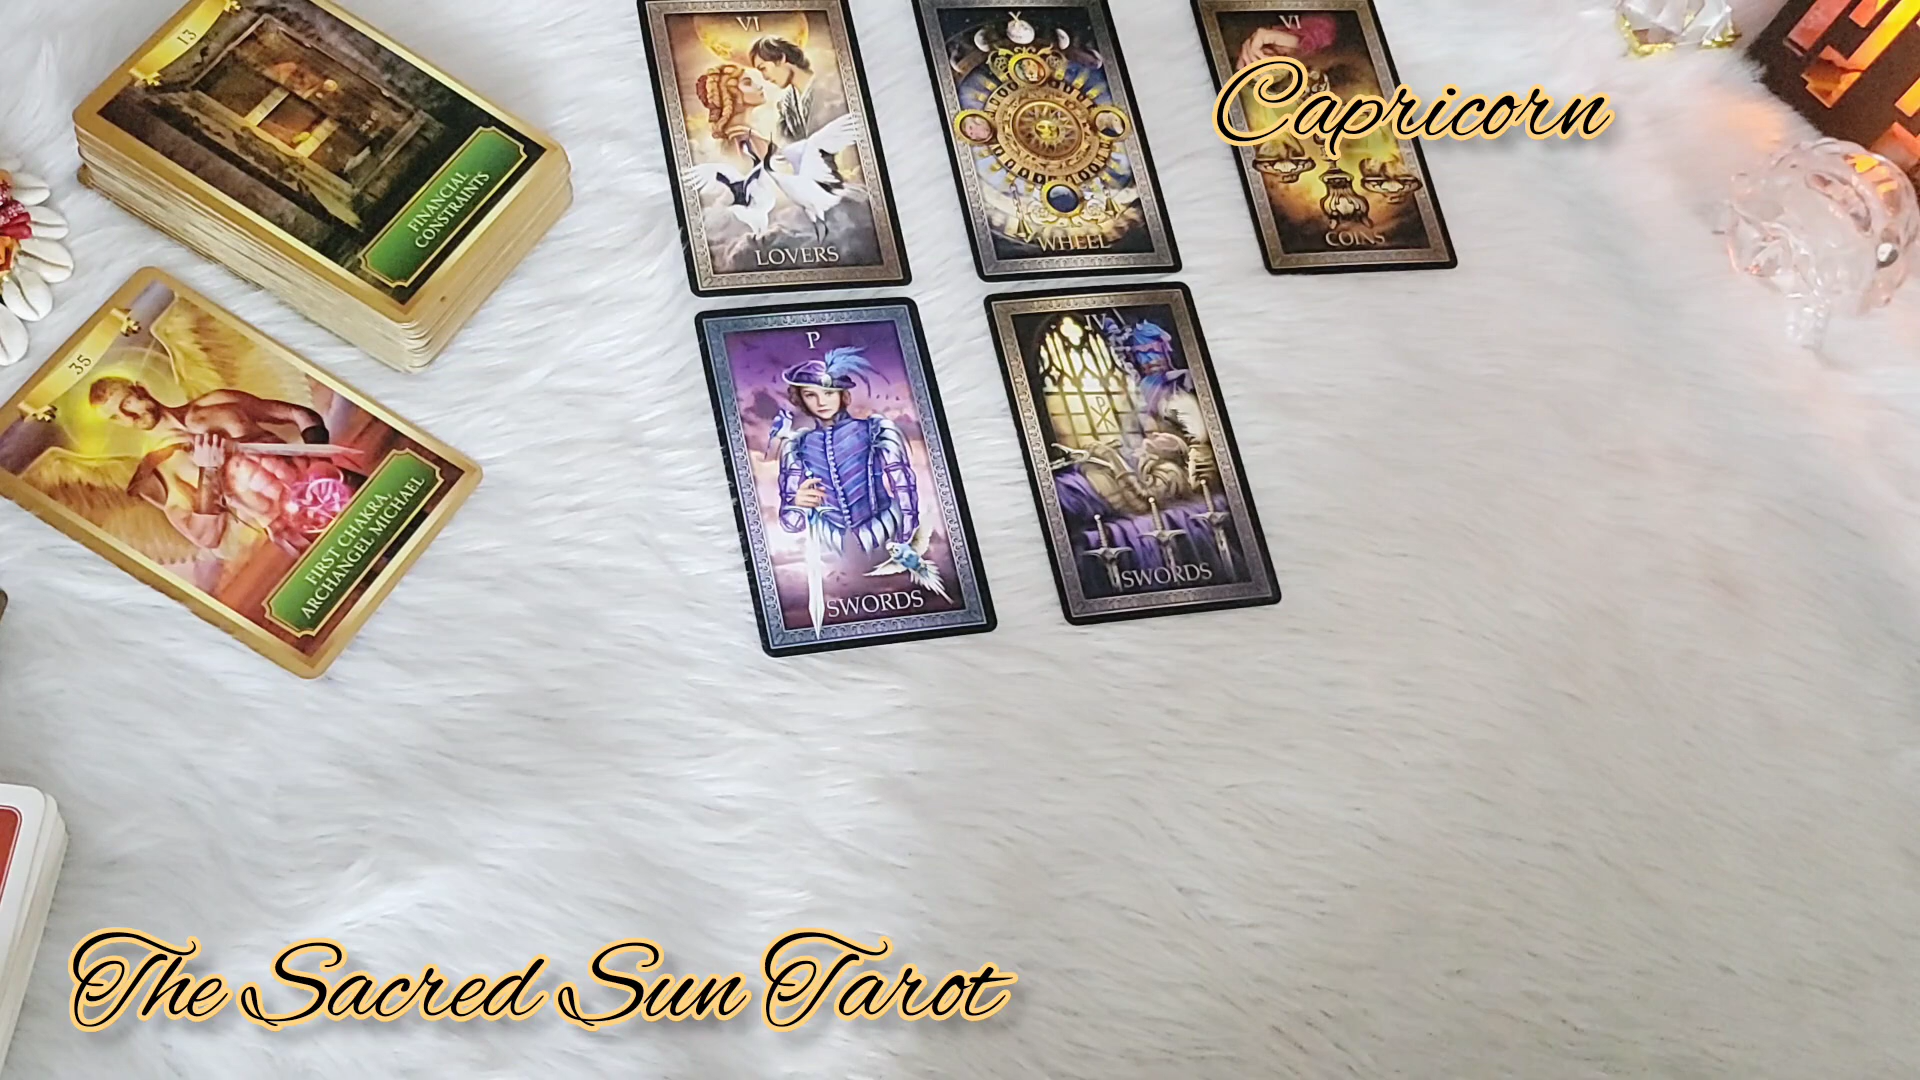 13
FINANCIAL
CONSTRAINTS
35
FIRST CHAKRA,
ARCHANGEL MICHAEL
VI
LOVERS
X
WHEEL
VI
COINS
Capricorn
P
SWORDS
IV
SWORDS
The Sacred Sun Tarot